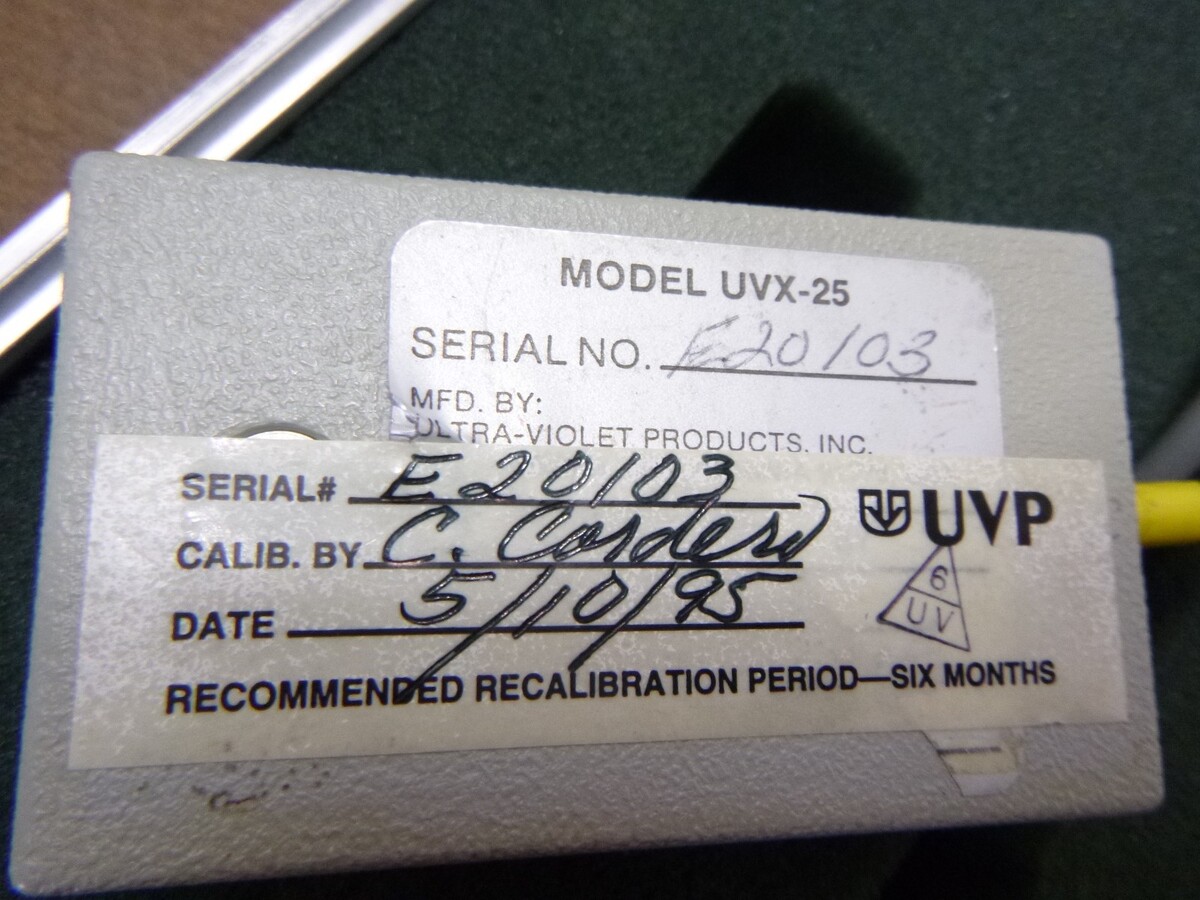 MODEL UVX-25
SERIAL NO. E20103
MFD. BY:
ULTRA-VIOLET PRODUCTS, INC.
SERIAL# E20103
CALIB. BY C. Cordero
DATE 5/10/95
UVP
6
UV
RECOMMENDED RECALIBRATION PERIOD—SIX MONTHS